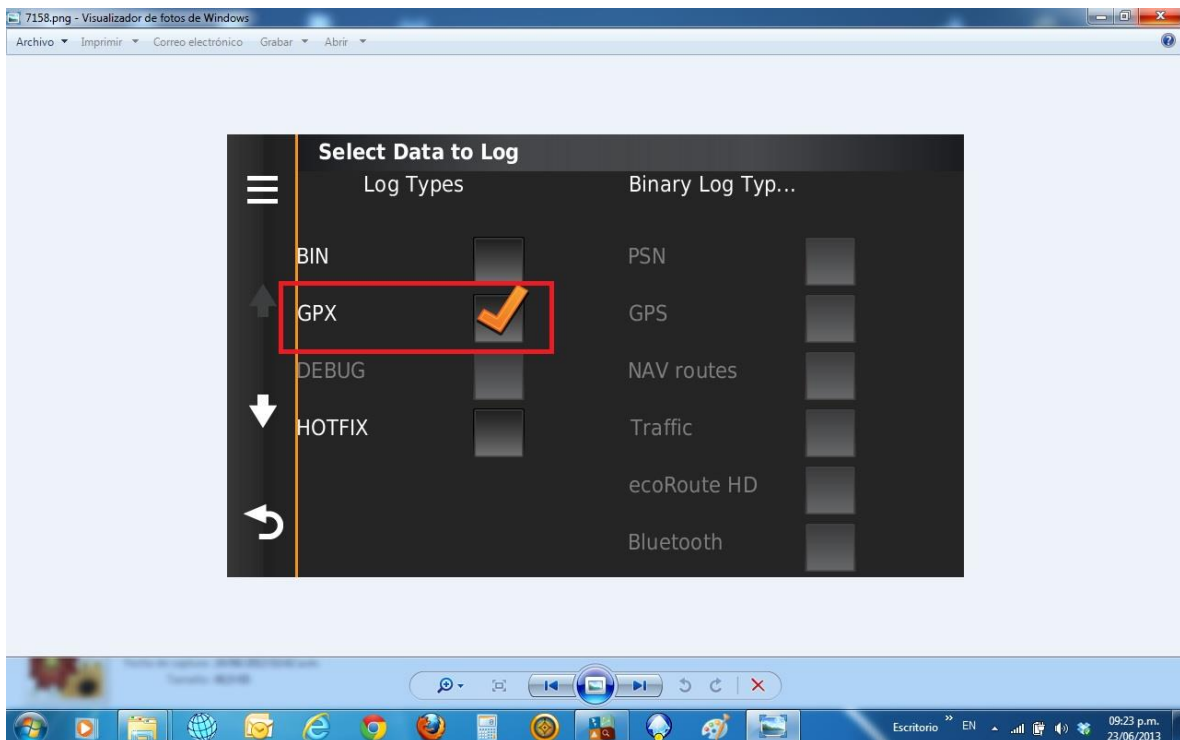 7158.png - Visualizador de fotos de Windows
Archivo Imprimir Correo electrónico Grabar Abrir
Select Data to Log
Log Types Binary Log Typ...
BIN PSN
GPX GPS
DEBUG NAV routes
HOTFIX Traffic
ecoRoute HD
Bluetooth
Escritorio » EN 09:23 p.m.
23/06/2013